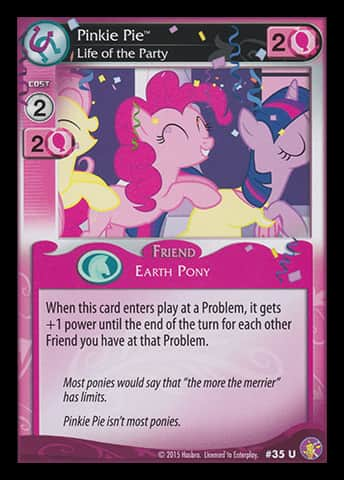 Pinkie Pie™
Life of the Party
2
COST
2
2
FRIEND
EARTH PONY
When this card enters play at a Problem, it gets
+1 power until the end of the turn for each other
Friend you have at that Problem.
Most ponies would say that “the more the merrier”
has limits.
Pinkie Pie isn’t most ponies.
© 2015 Hasbro. Licensed to Enterplay.
#35 U